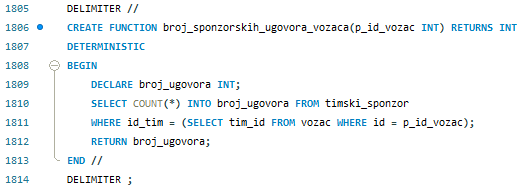 1805 DELIMITER //
1806 CREATE FUNCTION broj_sponzorskih_ugovora_vozaca(p_id_vozac INT) RETURNS INT
1807 DETERMINISTIC
1808 BEGIN
1809 DECLARE broj_ugovora INT;
1810 SELECT COUNT(*) INTO broj_ugovora FROM timski_sponzor
1811 WHERE id_tim = (SELECT tim_id FROM vozac WHERE id = p_id_vozac);
1812 RETURN broj_ugovora;
1813 END //
1814 DELIMITER ;